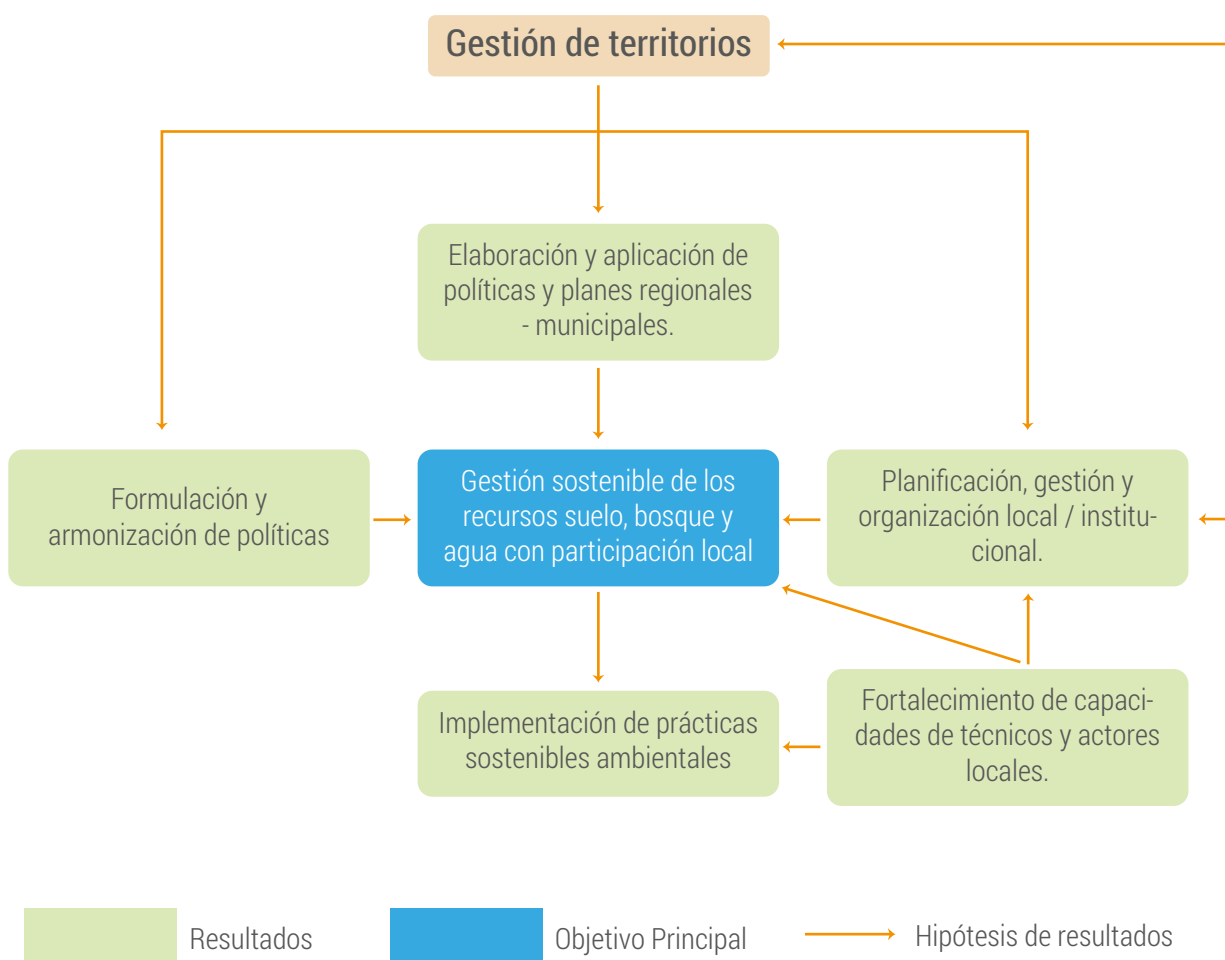 Gestión de territorios
Elaboración y aplicación de
políticas y planes regionales
- municipales.
Formulación y
armonización de políticas
Gestión sostenible de los
recursos suelo, bosque y
agua con participación local
Planificación, gestión y
organización local / institu-
cional.
Implementación de prácticas
sostenibles ambientales
Fortalecimiento de capaci-
dades de técnicos y actores
locales.
Resultados
Objetivo Principal
Hipótesis de resultados